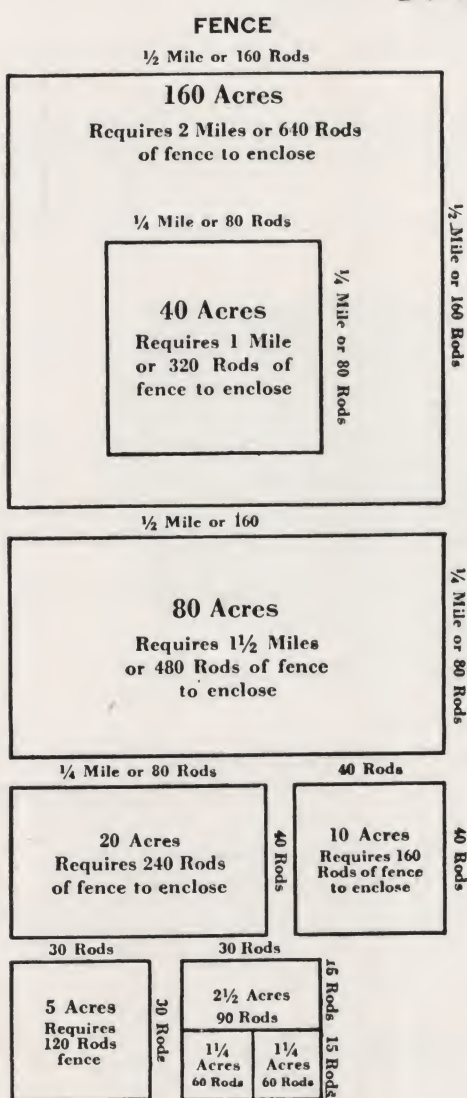 FENCE
½ Mile or 160 Rods
160 Acres
Requires 2 Miles or 640 Rods
of fence to enclose
½ Mile or 160 Rods
¼ Mile or 80 Rods
40 Acres
Requires 1 Mile
or 320 Rods of
fence to enclose
¼ Mile or 80 Rods
½ Mile or 160
80 Acres
Requires 1½ Miles
or 480 Rods of fence
to enclose
¼ Mile or 80 Rods
¼ Mile or 80 Rods
20 Acres
Requires 240 Rods
of fence to enclose
40 Rods
40 Rods
10 Acres
Requires 160
Rods of fence
to enclose
40 Rods
30 Rods
5 Acres
Requires
120 Rods
fence
30 Rods
30 Rods
2½ Acres
90 Rods
15 Rods
1¼
Acres
60 Rods
1¼
Acres
60 Rods
15 Rods